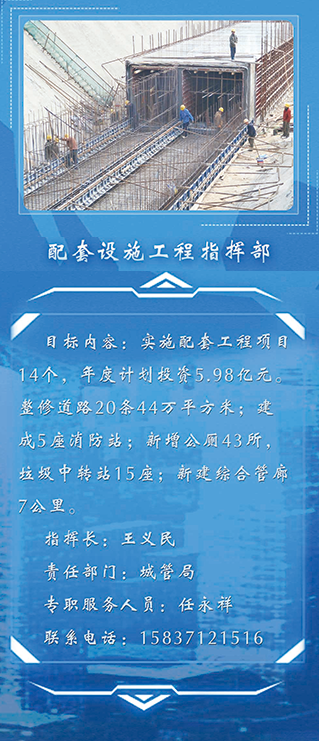 配套设施工程指挥部
目标内容：实施配套工程项目
14个，年度计划投资5.98亿元。
整修道路20条44万平方米；建
成5座消防站；新增公厕43所，
垃圾中转站15座；新建综合管廊
7公里。
指挥长：王义民
责任部门：城管局
专职服务人员：任永祥
联系电话：15837121516